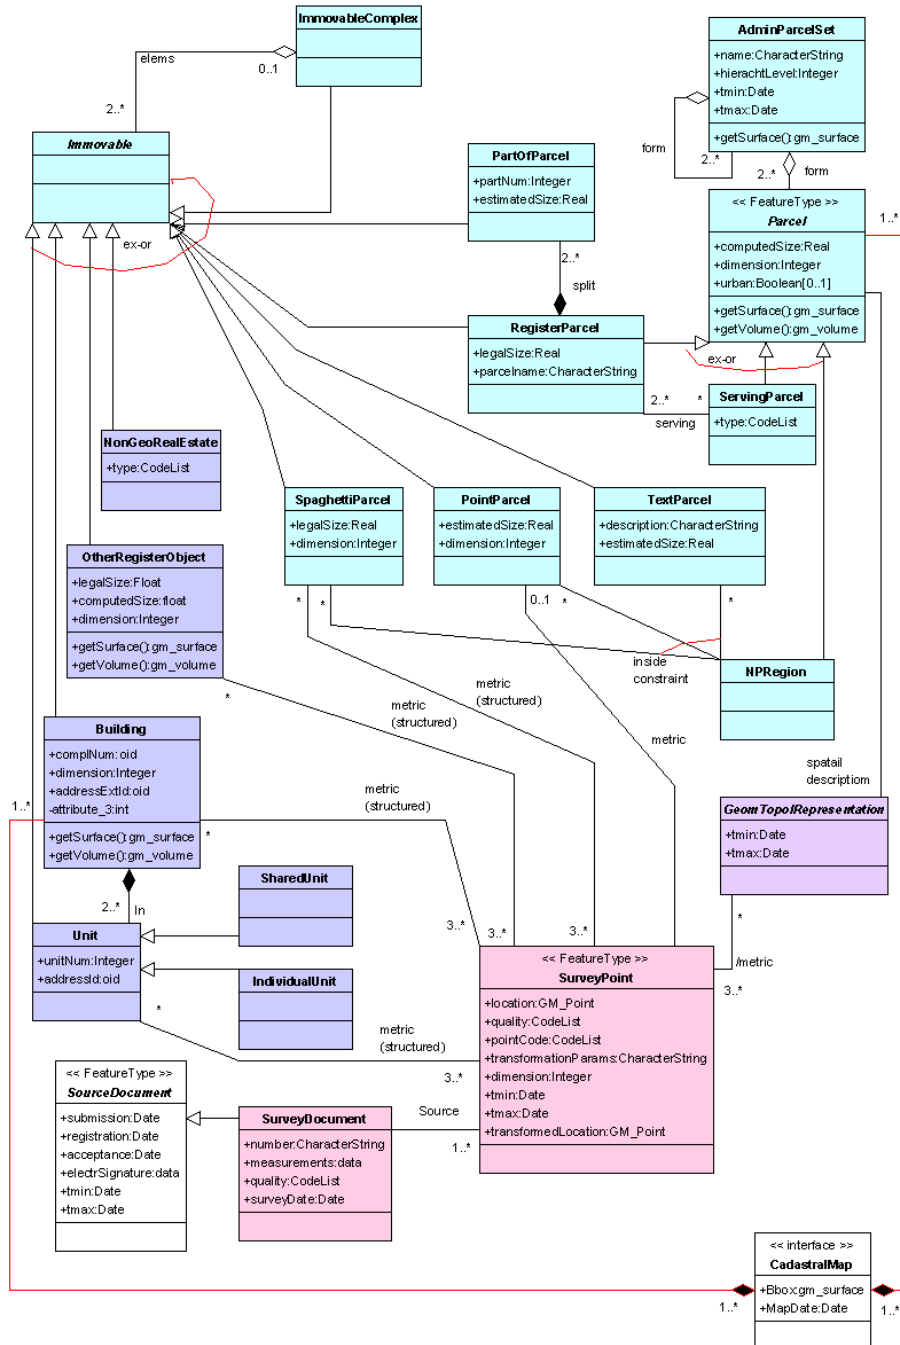 ImmovableComplex
elems
0..1
2..*
AdminParcelSet
+name:CharacterString
+hierachtLevel:Integer
+tmin:Date
+tmax:Date
+getSurface():gm_surface
form
2..*
2..*
form
Immovable
ex-or
PartOfParcel
+partNum:Integer
+estimatedSize:Real
2..*
split
<< FeatureType >>
Parcel
+computedSize:Real
+dimension:Integer
+urban:Boolean[0..1]
+getSurface():gm_surface
+getVolume():gm_volume
1..*
RegisterParcel
+legalSize:Real
+parcelname:CharacterString
ex-or
2..*
*
serving
ServingParcel
+type:CodeList
NonGeoRealEstate
+type:CodeList
SpaghettiParcel
+legalSize:Real
+dimension:Integer
PointParcel
+estimatedSize:Real
+dimension:Integer
TextParcel
+description:CharacterString
+estimatedSize:Real
OtherRegisterObject
+legalSize:Float
+computedSize:float
+dimension:Integer
+getSurface():gm_surface
+getVolume():gm_volume
*
*
*
0..1
*
*
inside
constraint
NPRegion
metric
(structured)
metric
(structured)
metric
Building
+complNum:oid
+dimension:Integer
+addressExtId:oid
-attribute_3:int
+getSurface():gm_surface
+getVolume():gm_volume
1..*
*
metric
(structured)
spatail
descriptiom
GeomTopolRepresentation
+tmin:Date
+tmax:Date
*
/metric
3..*
2..*
In
SharedUnit
Unit
+unitNum:Integer
+addressId:oid
*
IndividualUnit
metric
(structured)
3..*
3..*
3..*
3..*
<< FeatureType >>
SurveyPoint
+location:GM_Point
+quality:CodeList
+pointCode:CodeList
+transformationParams:CharacterString
+dimension:Integer
+tmin:Date
+tmax:Date
+transformedLocation:GM_Point
<< FeatureType >>
SourceDocument
+submission:Date
+registration:Date
+acceptance:Date
+electrSignature:data
+tmin:Date
+tmax:Date
SurveyDocument
+number:CharacterString
+measurements:data
+quality:CodeList
+surveyDate:Date
Source
1..*
<< interface >>
CadastralMap
+Bbox:gm_surface
+MapDate:Date
1..*
1..*